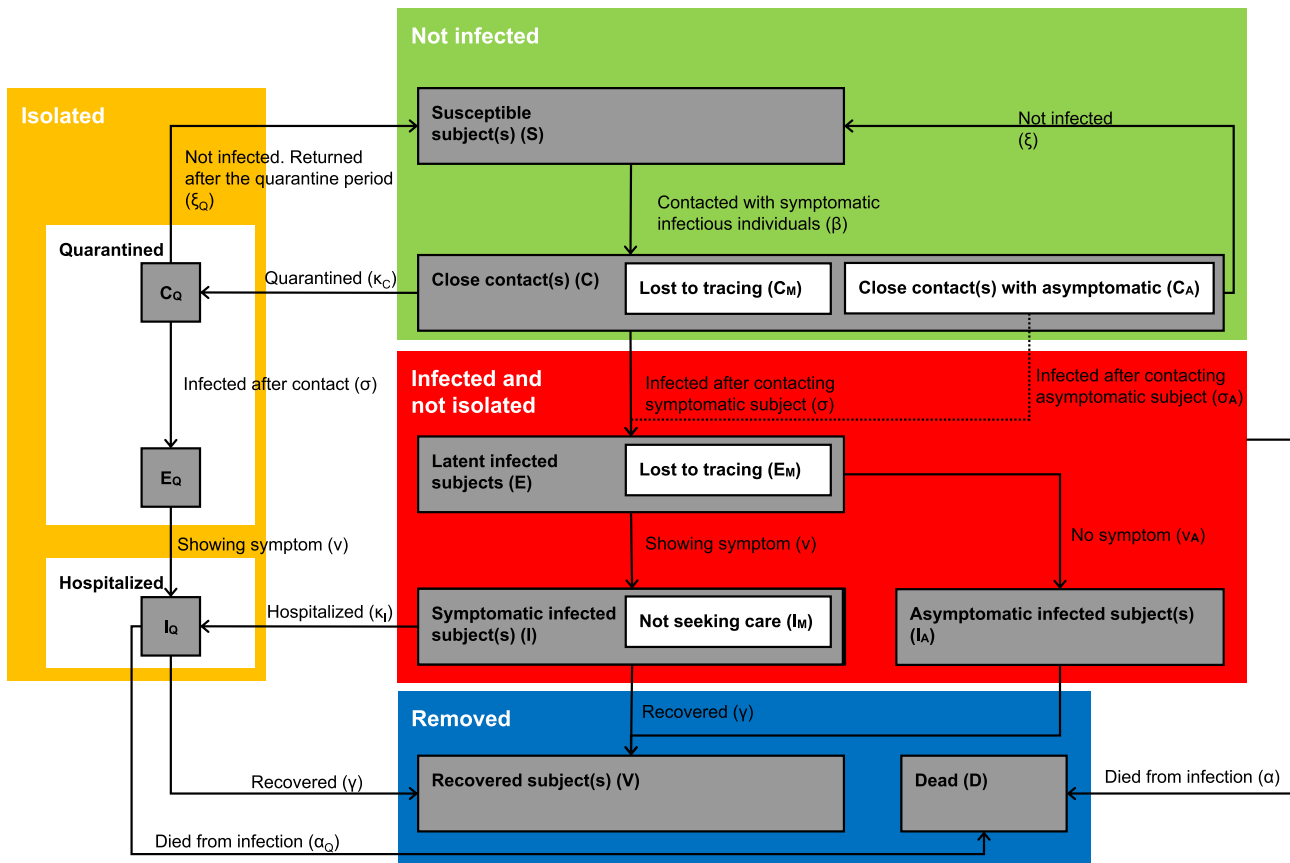 Not infected
Isolated
Susceptible
subject(s) (S)
Not infected
(ξ)
Not infected. Returned
after the quarantine period
(ξQ)
Contacted with symptomatic
infectious individuals (β)
Quarantined
CQ
Quarantined (κC)
Close contact(s) (C)
Lost to tracing (CM)
Close contact(s) with asymptomatic (CA)
Infected after contact (σ)
Infected and
not isolated
Infected after contacting
symptomatic subject (σ)
Infected after contacting
asymptomatic subject (σA)
EQ
Latent infected
subjects (E)
Lost to tracing (EM)
Showing symptom (ν)
Showing symptom (ν)
No symptom (νA)
Hospitalized
IQ
Hospitalized (κI)
Symptomatic infected
subject(s) (I)
Not seeking care (IM)
Asymptomatic infected subject(s)
(IA)
Removed
Recovered (γ)
Recovered (γ)
Recovered subject(s) (V)
Dead (D)
Died from infection (α)
Died from infection (αQ)